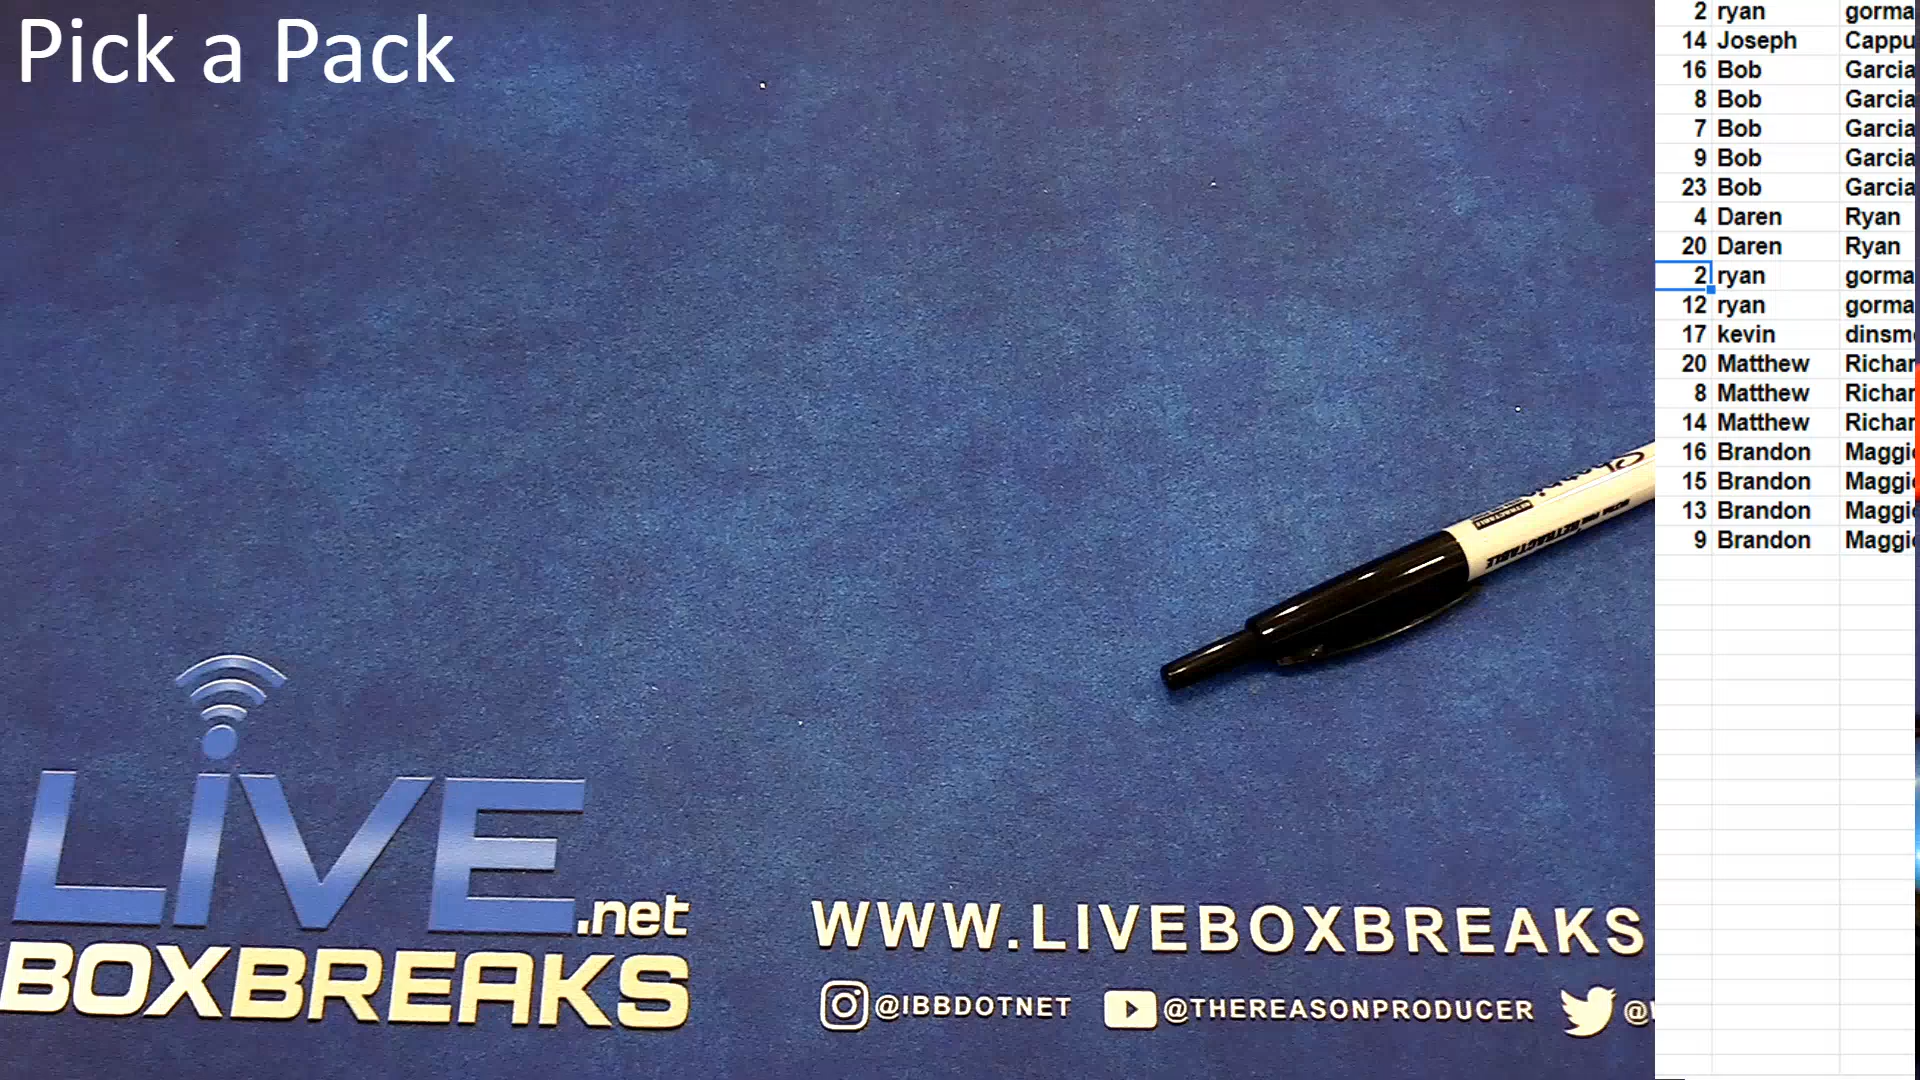 Pick a Pack
2 ryan gorma
14 Joseph Cappu
16 Bob Garcia
8 Bob Garcia
7 Bob Garcia
9 Bob Garcia
23 Bob Garcia
4 Daren Ryan
20 Daren Ryan
2 ryan gorma
12 ryan gorma
17 kevin dinsm
20 Matthew Richar
8 Matthew Richar
14 Matthew Richar
16 Brandon Maggi
15 Brandon Maggi
13 Brandon Maggi
9 Brandon Maggi
RETRACTABLE
LIVE.net
BOXBREAKS
WWW.LIVEBOXBREAKS
@IBBDOTNET @THEREASONPRODUCER @